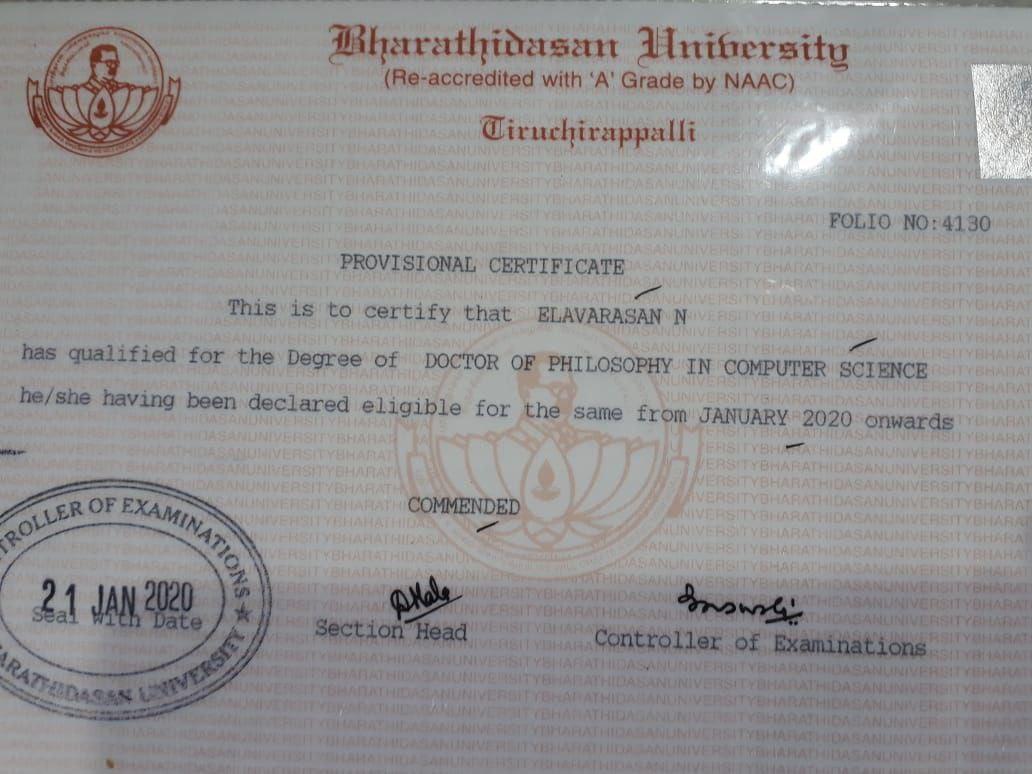 Bharathidasan University
(Re-accredited with 'A' Grade by NAAC)
Tiruchirappalli
FOLIO NO:4130
PROVISIONAL CERTIFICATE
This is to certify that ELAVARASAN N
has qualified for the Degree of DOCTOR OF PHILOSOPHY IN COMPUTER SCIENCE
he/she having been declared eligible for the same from JANUARY 2020 onwards
COMMENDED
TROLLER OF EXAMINATIONS ★
21 JAN 2020
Seal with Date
ARATHIDASAN UNIVERSITY
Section Head
Controller of Examinations